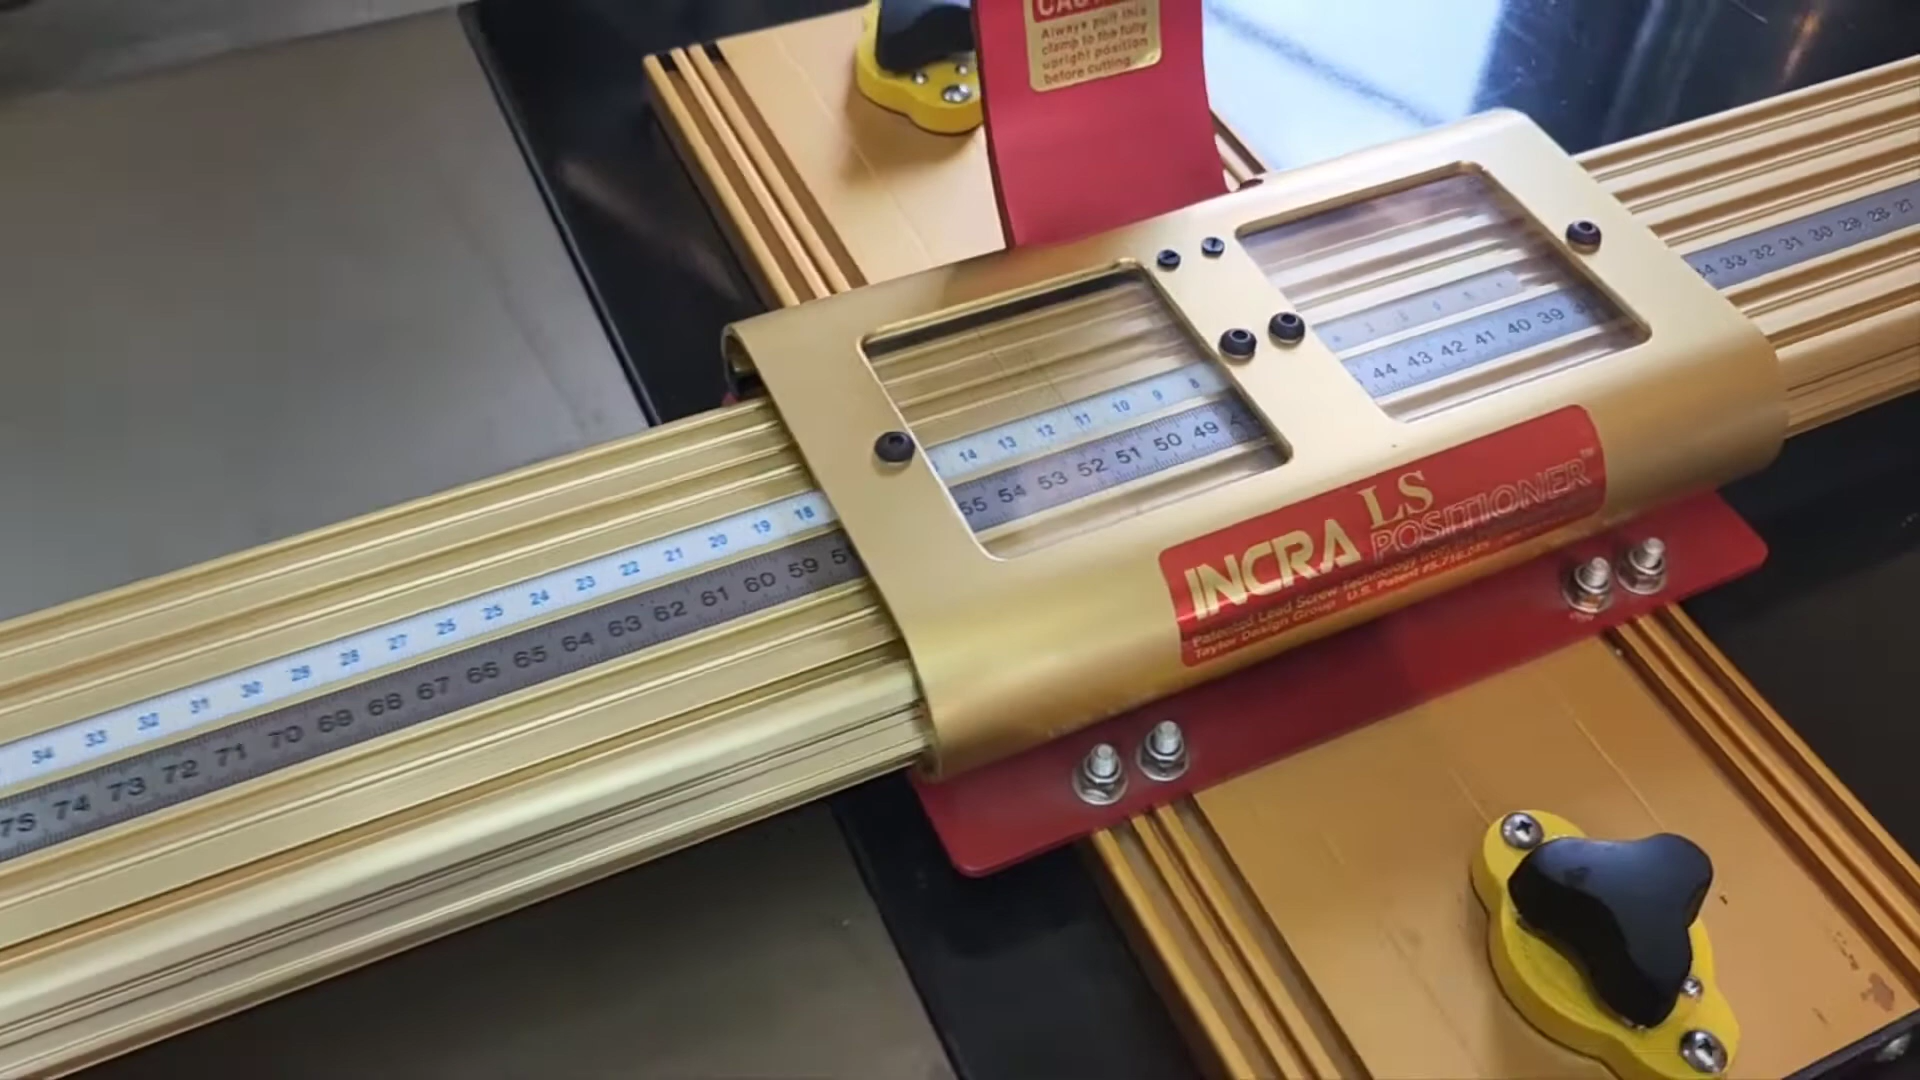 Always pull this
clamp to the fully
upright position
before cutting.
34 33 32 31 30 29 28 27
44 43 42 41 40 39
14 13 12 11 10 9 8
55 54 53 52 51 50 49
34 33 32 31 30 29 28 27 26 25 24 23 22 21 20 19 18
75 74 73 72 71 70 69 68 67 66 65 64 63 62 61 60 59
INCRA LS
POSITIONER™
Patented Lead Screw Technology from
Taylor Design Group U.S. Patent